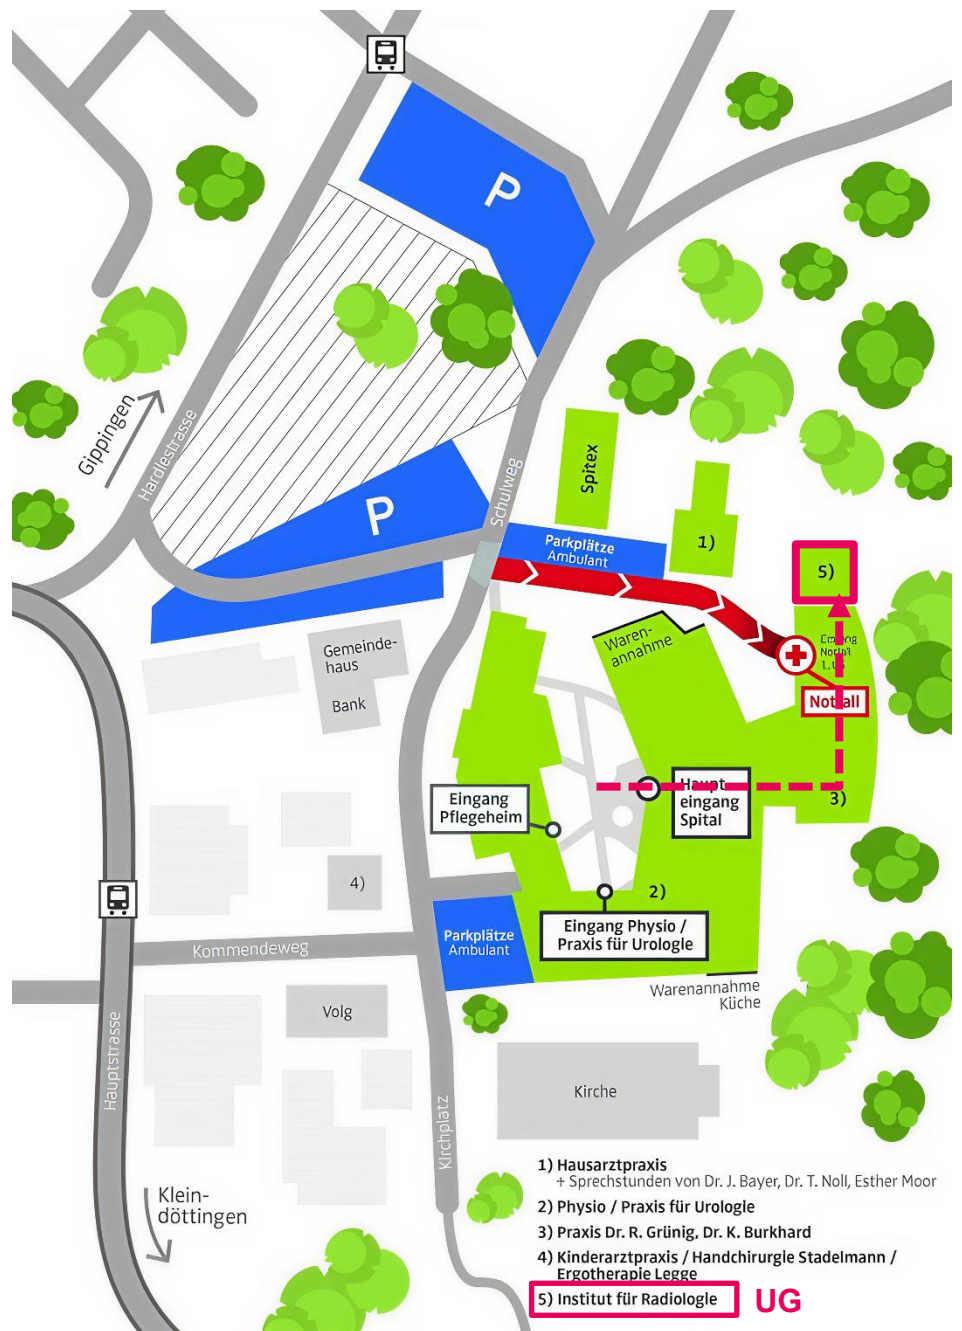 P
Gippingen
Hardlestrasse
Schulweg
Spitex
P
Parkplätze
Ambulant
1)
5)
Waren-
annahme
Notfall
Gemeinde-
haus
Bank
Haupt
eingang
Spital
3)
Eingang
Pflegeheim
4)
2)
Eingang Physio /
Praxis für Urologie
Parkplätze
Ambulant
Kommendeweg
Warenannahme
Küche
Volg
Hauptstrasse
Kirche
Kirchplatz
Klein-
döttingen
1) Hausarztpraxis
+ Sprechstunden von Dr. J. Bayer, Dr. T. Noll, Esther Moor
2) Physio / Praxis für Urologie
3) Praxis Dr. R. Grünig, Dr. K. Burkhard
4) Kinderarztpraxis / Handchirurgie Stadelmann /
Ergotherapie Legge
5) Institut für Radiologie
UG